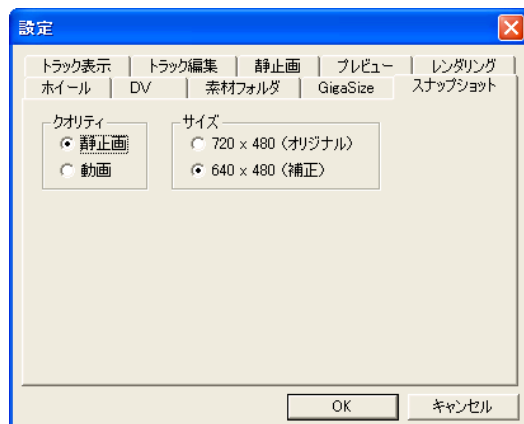 設定
トラック表示 トラック編集 静止画 プレビュー レンダリング
ホイール DV 素材フォルダ GigaSize スナップショット
クオリティ サイズ
静止画 720 x 480 (オリジナル)
動画 640 x 480 (補正)
OK キャンセル